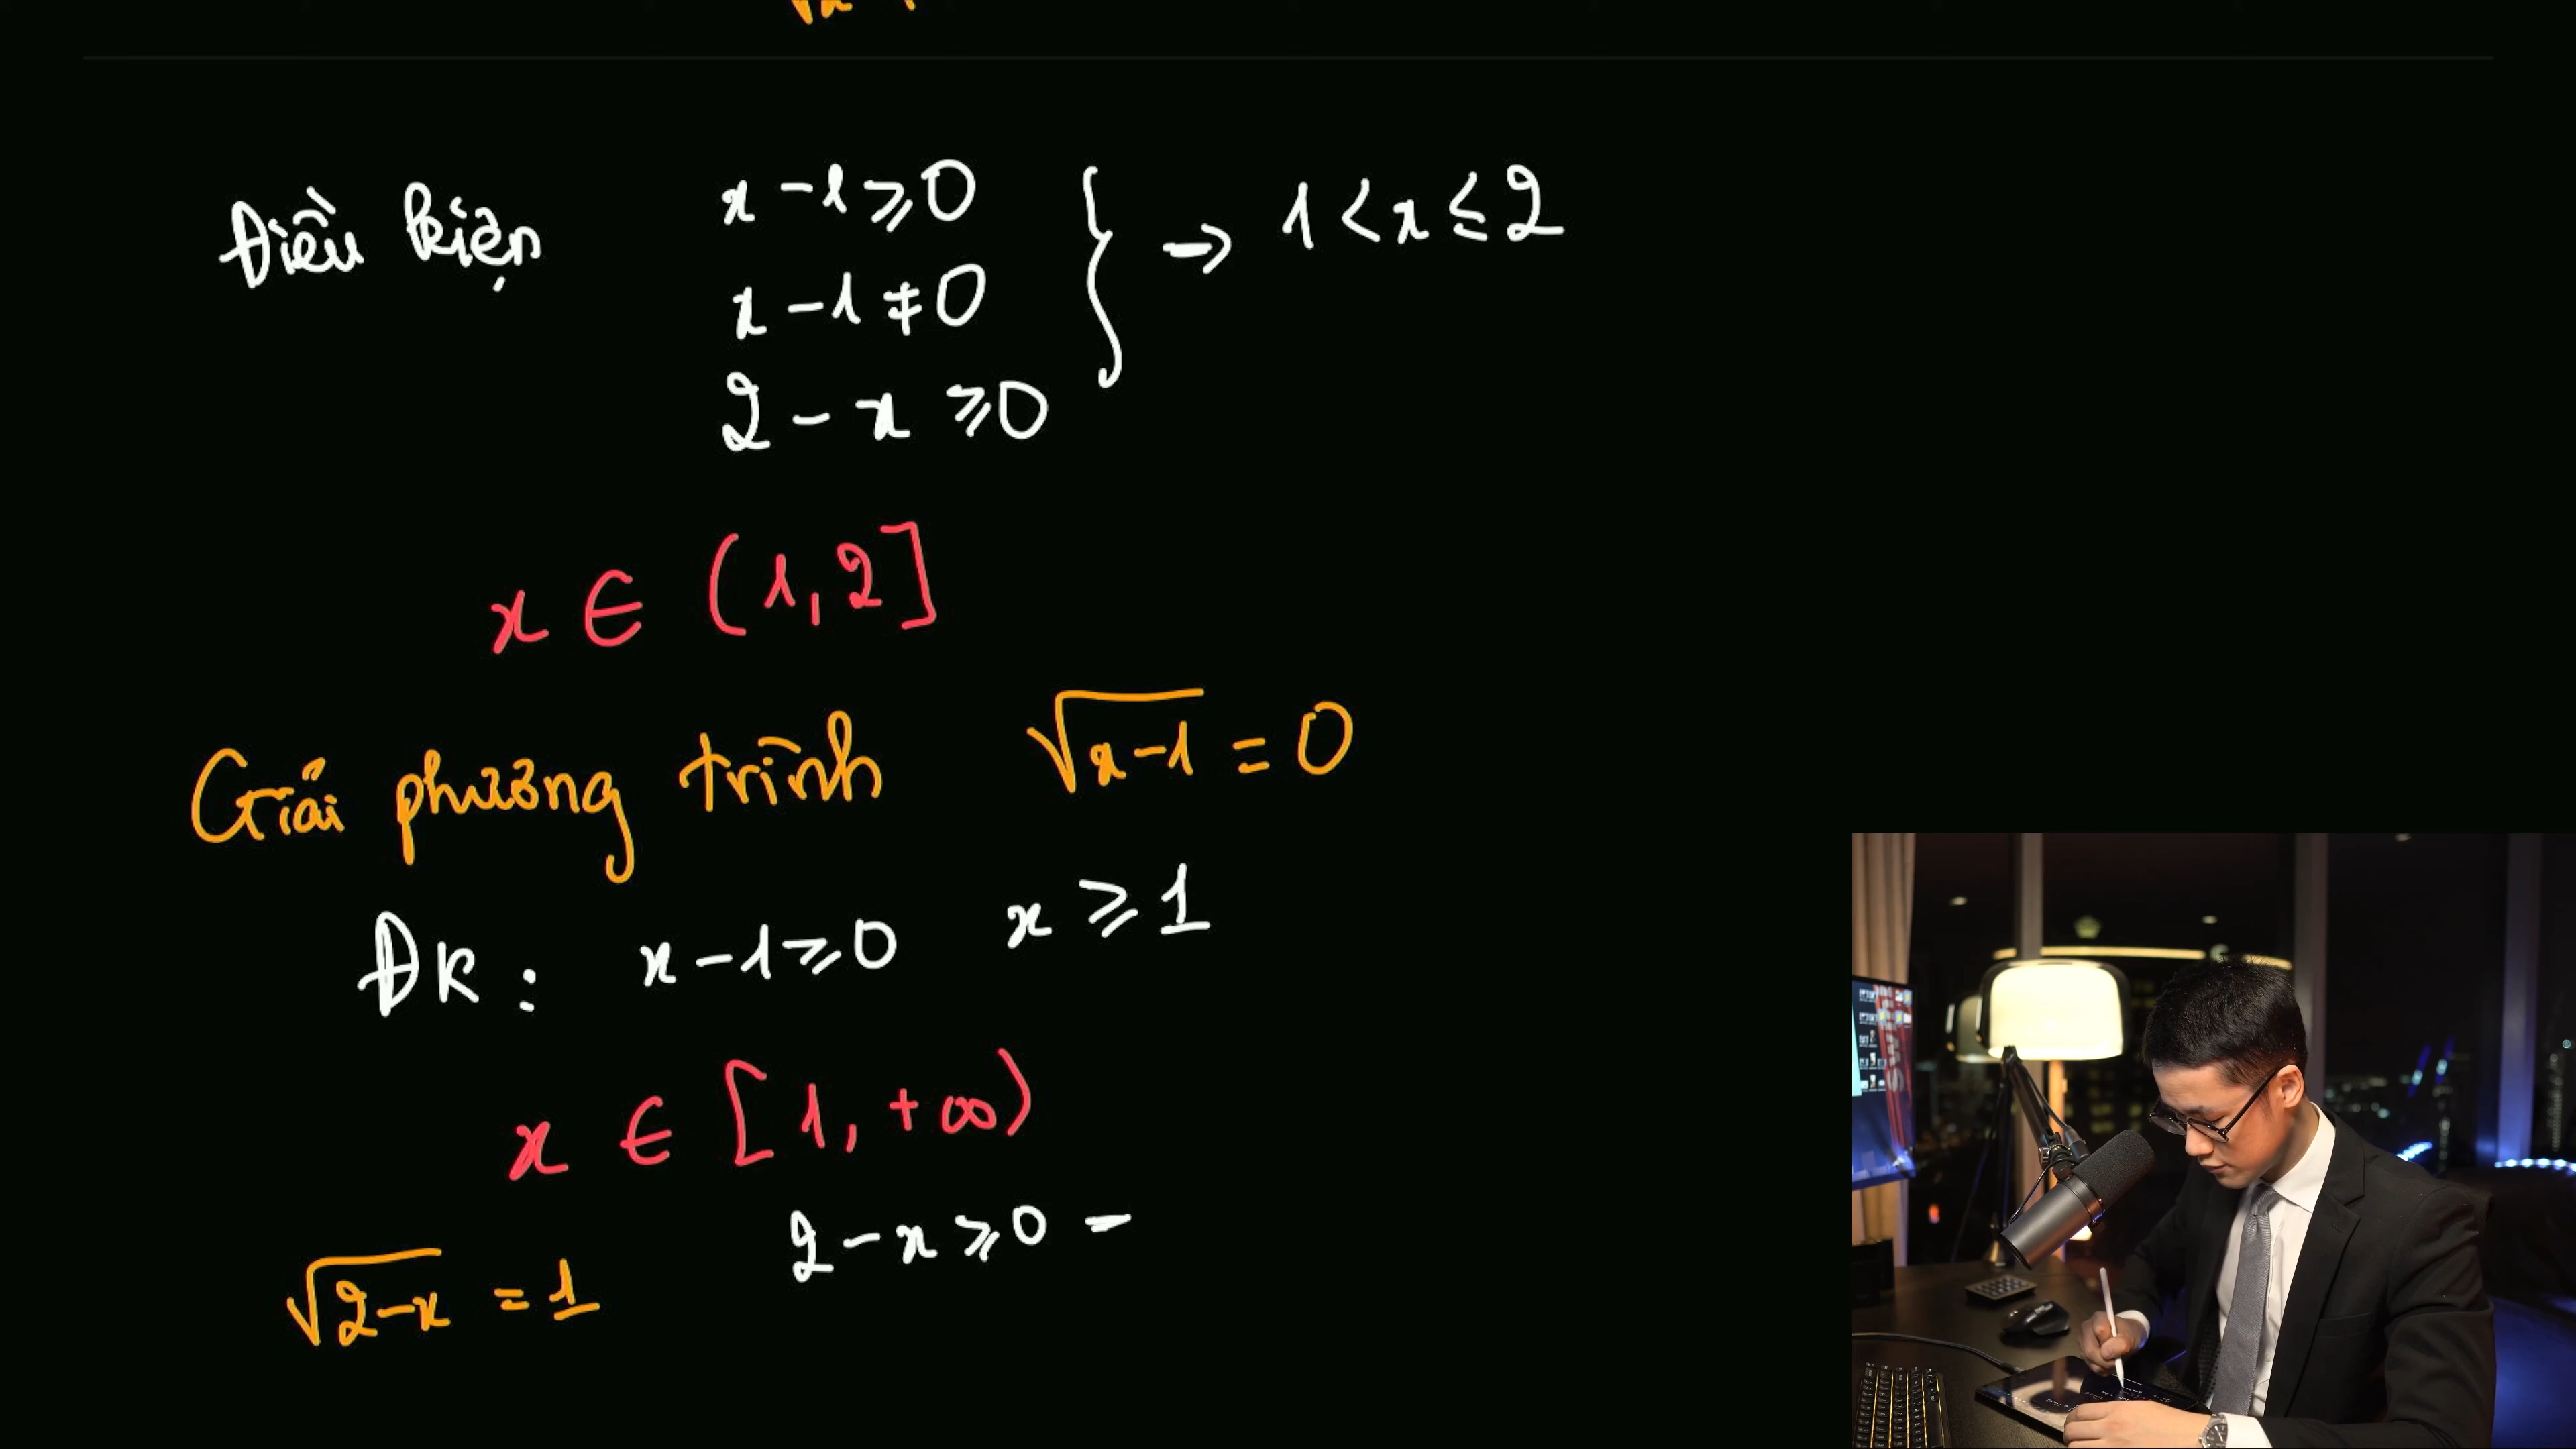 Điều kiện x - 1 ⩾ 0 } → 1 < x ≤ 2
x - 1 ≠ 0
2 - x ⩾ 0
x ∈ (1, 2]
Giải phương trình √x-1 = 0
ĐK : x - 1 ⩾ 0 x ⩾ 1
x ∈ [1, +∞)
√2-x = 1 2 - x ⩾ 0 -